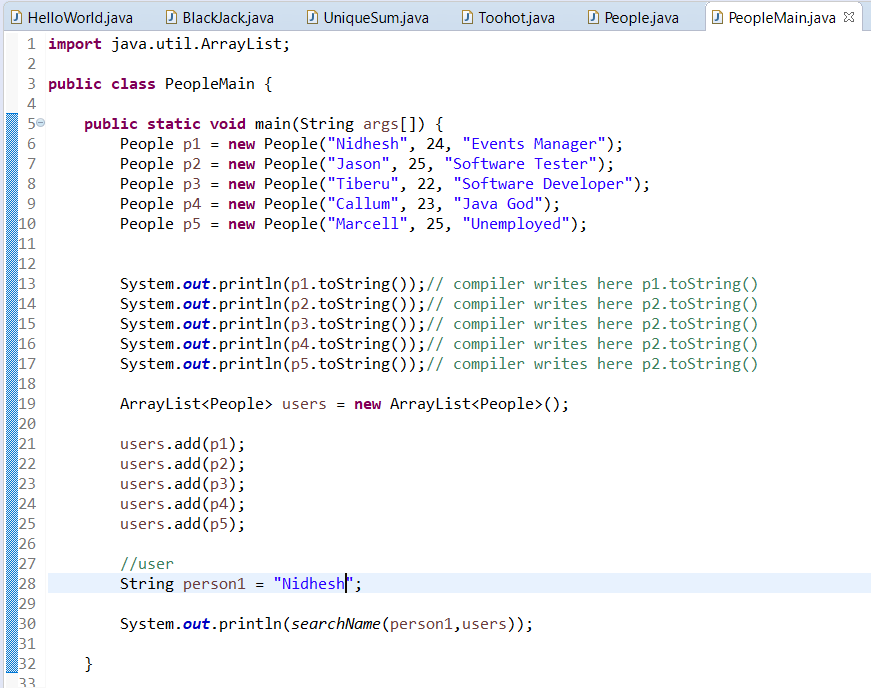 HelloWorld.java BlackJack.java UniqueSum.java Toohot.java People.java PeopleMain.java
1 import java.util.ArrayList;
2
3 public class PeopleMain {
4
5 public static void main(String args[]) {
6 People p1 = new People("Nidhesh", 24, "Events Manager");
7 People p2 = new People("Jason", 25, "Software Tester");
8 People p3 = new People("Tiberu", 22, "Software Developer");
9 People p4 = new People("Callum", 23, "Java God");
10 People p5 = new People("Marcell", 25, "Unemployed");
11
12
13 System.out.println(p1.toString());// compiler writes here p1.toString()
14 System.out.println(p2.toString());// compiler writes here p2.toString()
15 System.out.println(p3.toString());// compiler writes here p2.toString()
16 System.out.println(p4.toString());// compiler writes here p2.toString()
17 System.out.println(p5.toString());// compiler writes here p2.toString()
18
19 ArrayList<People> users = new ArrayList<People>();
20
21 users.add(p1);
22 users.add(p2);
23 users.add(p3);
24 users.add(p4);
25 users.add(p5);
26
27 //user
28 String person1 = "Nidhesh";
29
30 System.out.println(searchName(person1,users));
31
32 }
33